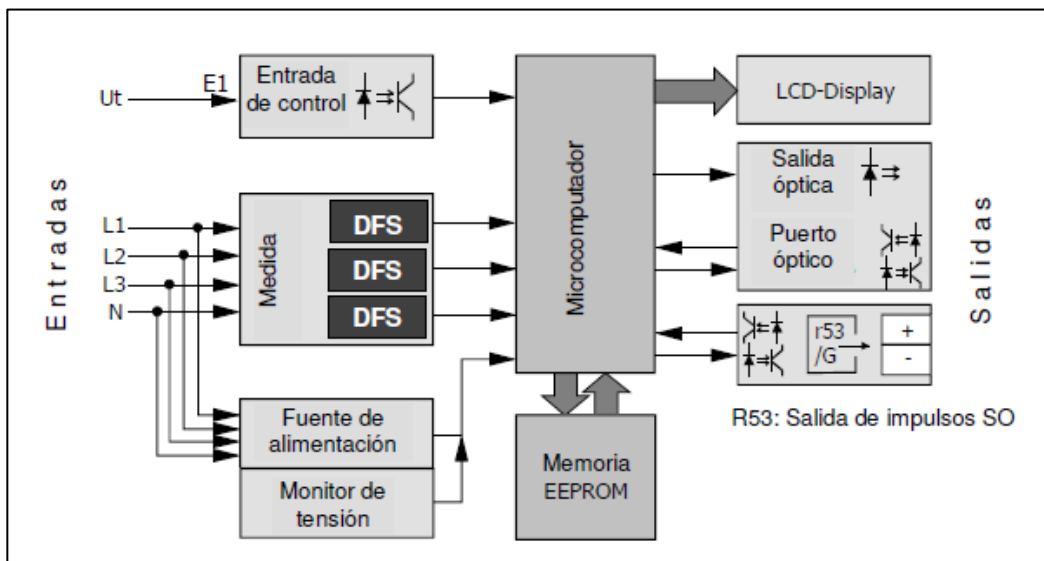 Entradas
Ut
E1
Entrada
de control
L1
L2
L3
N
Medida
DFS
DFS
DFS
Fuente de
alimentación
Monitor de
tensión
Microcomputador
Memoria
EEPROM
LCD-Display
Salida
óptica
Puerto
óptico
r53
/G
+
-
R53: Salida de impulsos SO
Salidas